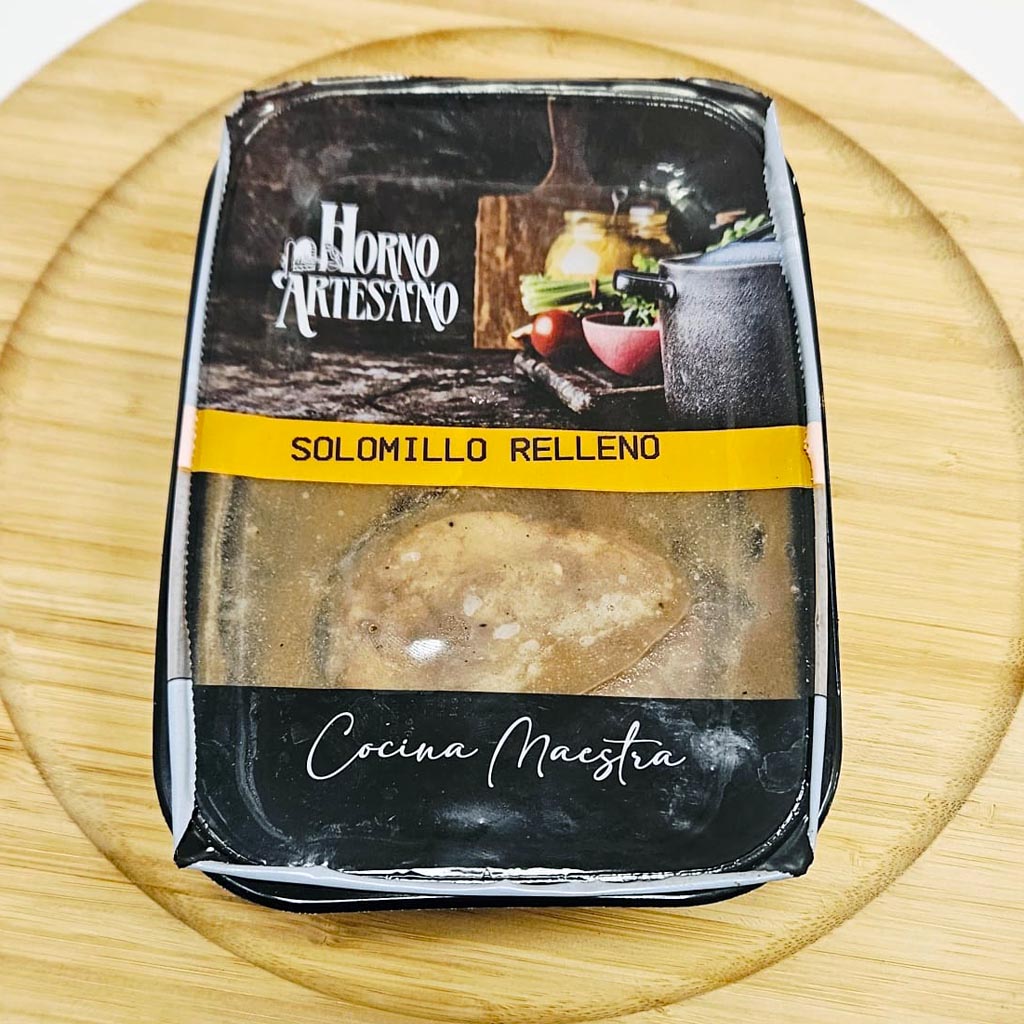 HORNO
ARTESANO
SOLOMILLO RELLENO
Cocina Maestra